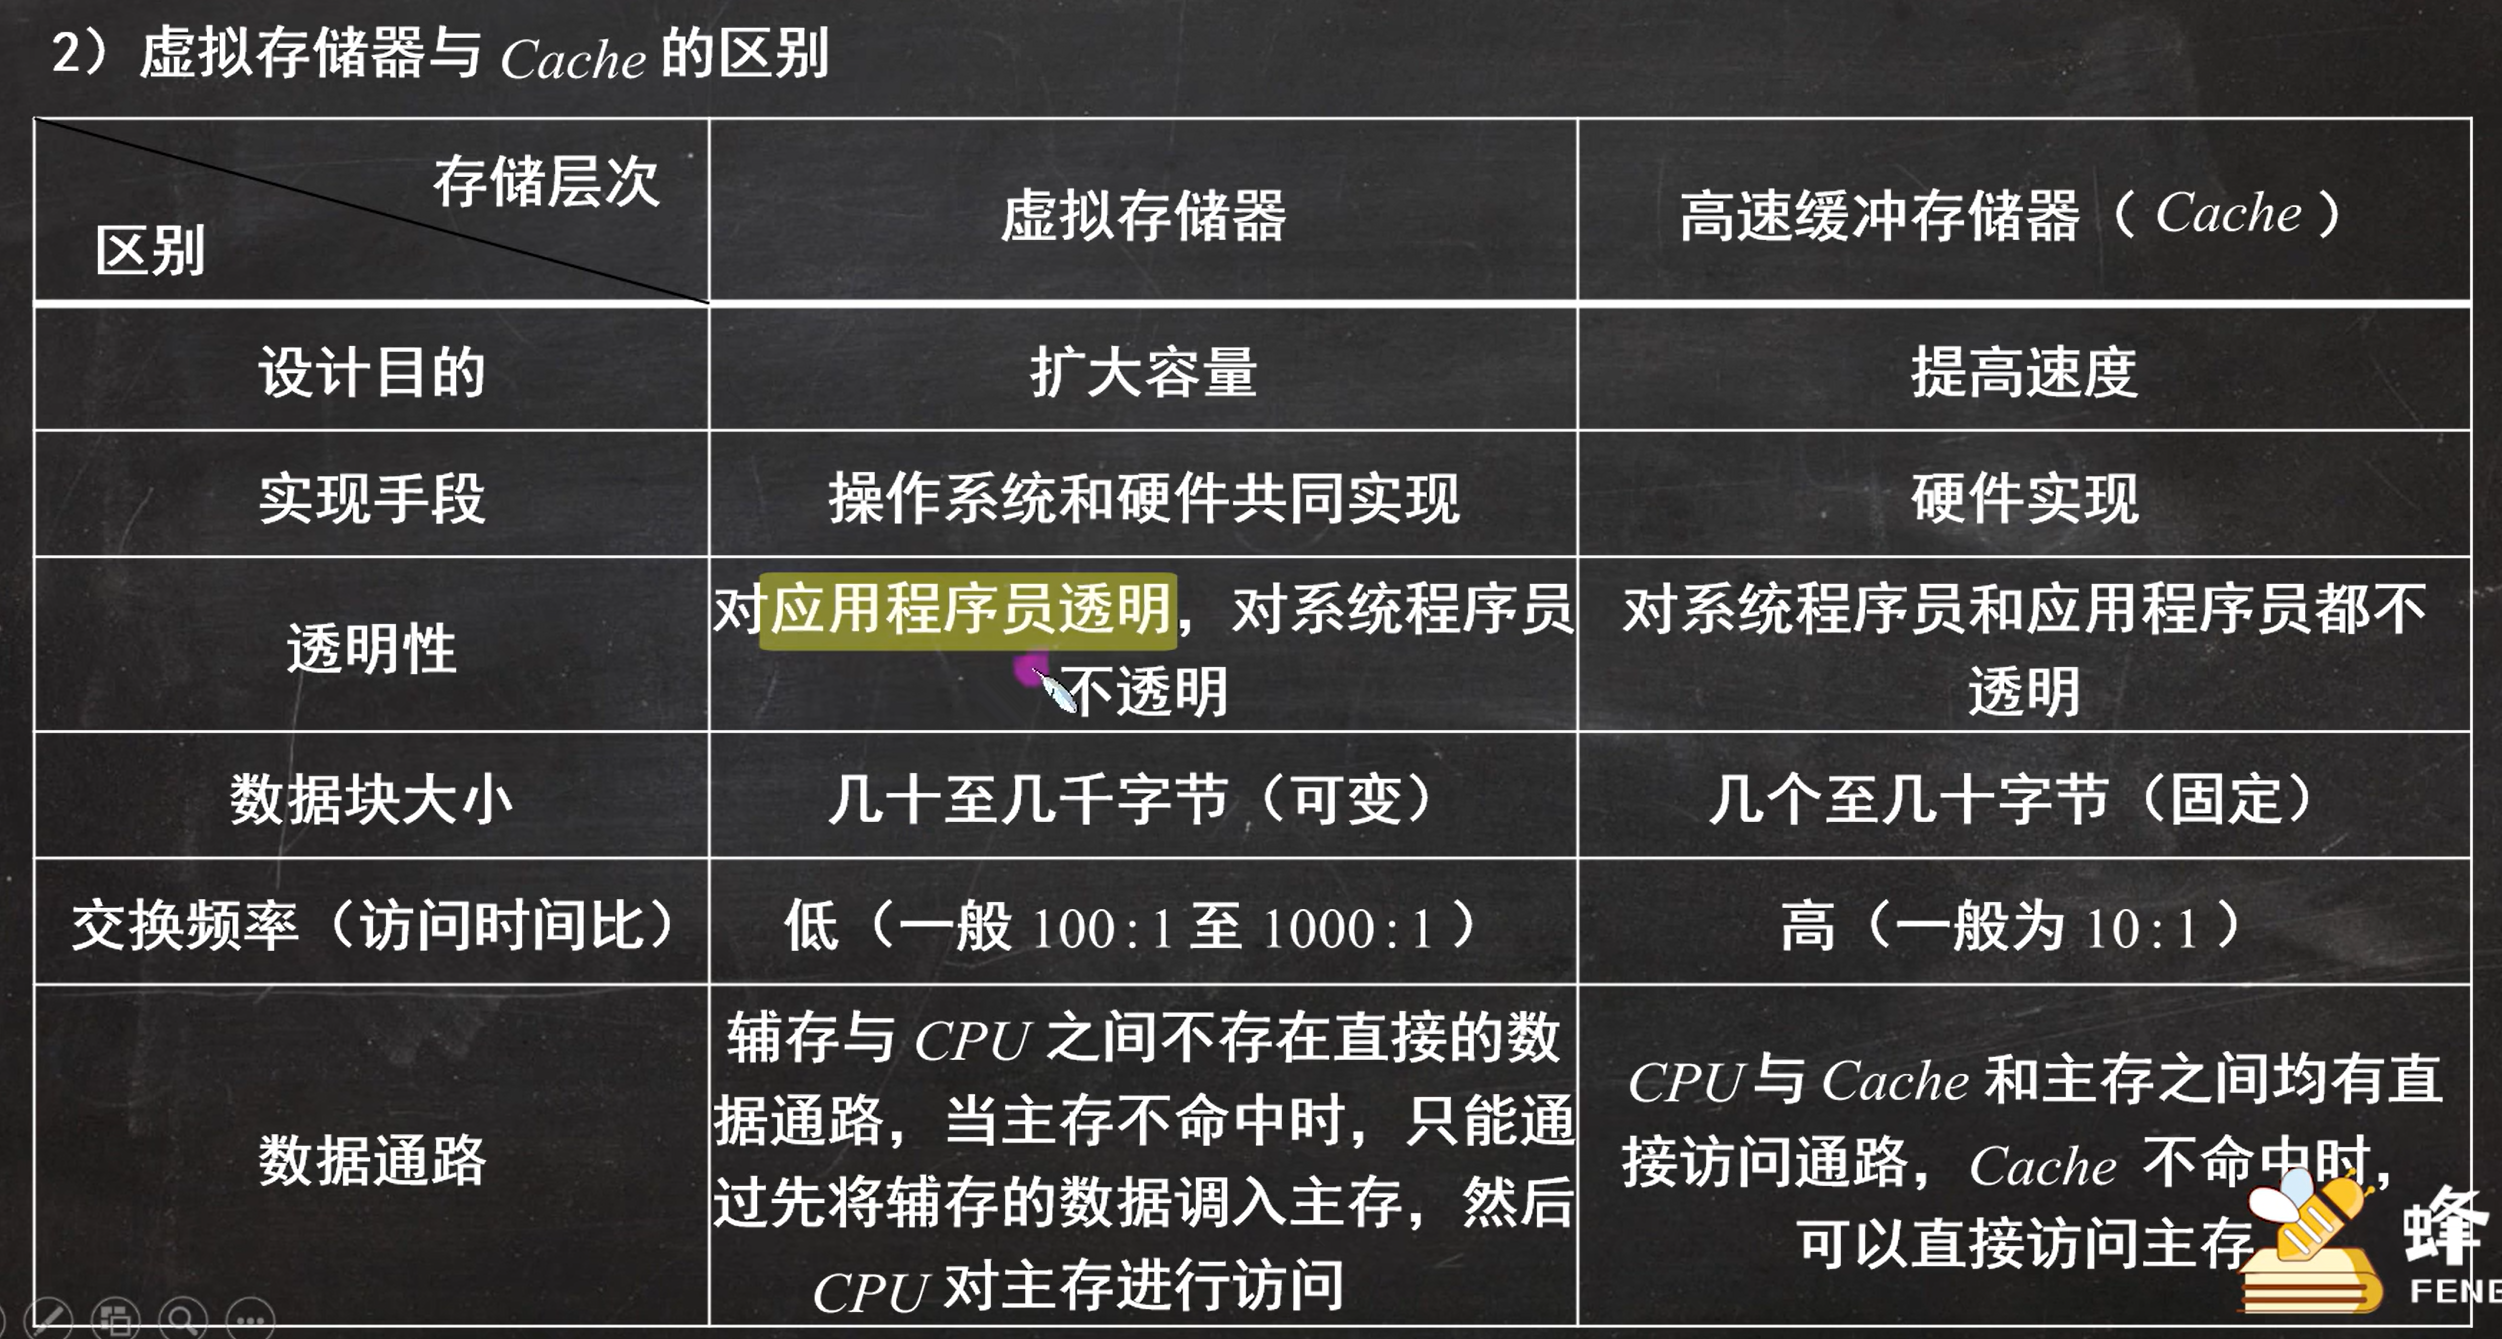 2）虚拟存储器与 Cache 的区别
存储层次
区别
虚拟存储器
高速缓冲存储器（Cache）
设计目的
扩大容量
提高速度
实现手段
操作系统和硬件共同实现
硬件实现
透明性
对应用程序员透明，对系统程序员
不透明
对系统程序员和应用程序员都不
透明
数据块大小
几十至几千字节（可变）
几个至几十字节（固定）
交换频率（访问时间比）
低（一般 100:1 至 1000:1）
高（一般为 10:1）
数据通路
辅存与 CPU 之间不存在直接的数
据通路，当主存不命中时，只能通
过先将辅存的数据调入主存，然后
CPU 对主存进行访问
CPU 与 Cache 和主存之间均有直
接访问通路，Cache 不命中时，
可以直接访问主存
蜂
FENG